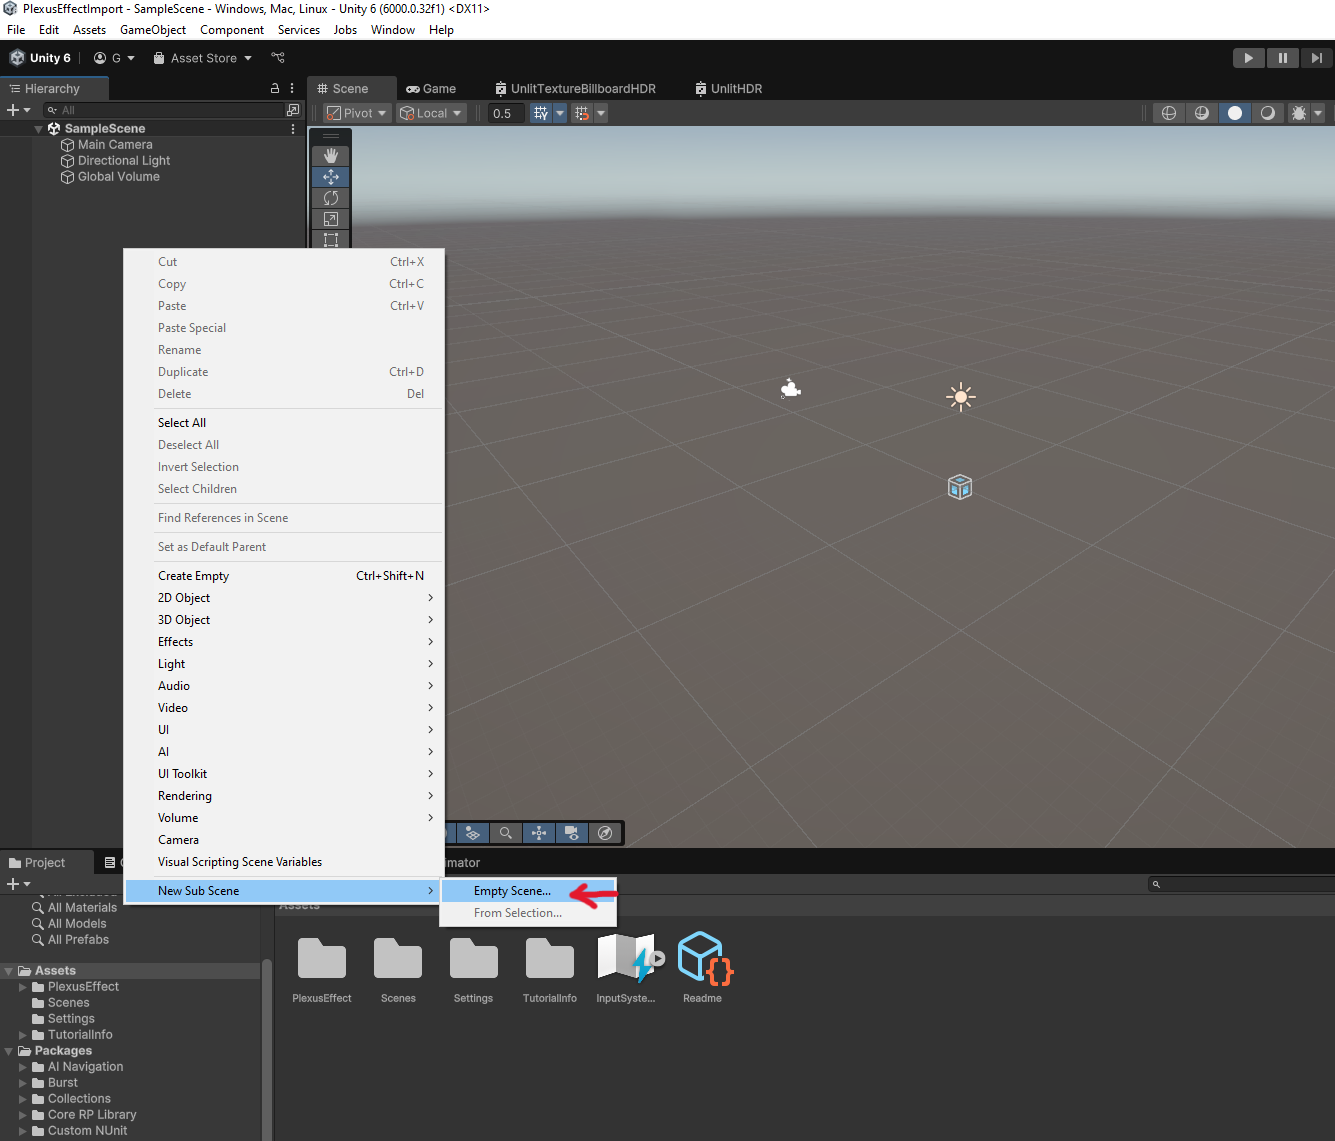 PlexusEffectImport - SampleScene - Windows, Mac, Linux - Unity 6 (6000.0.32f1) <DX11>
File Edit Assets GameObject Component Services Jobs Window Help
Unity 6 G Asset Store
Hierarchy
All
SampleScene
Main Camera
Directional Light
Global Volume
Scene Game UnlitTextureBillboardHDR UnlitHDR
Pivot Local 0.5
Cut Ctrl+X
Copy Ctrl+C
Paste Ctrl+V
Paste Special
Rename
Duplicate Ctrl+D
Delete Del
Select All
Deselect All
Invert Selection
Select Children
Find References in Scene
Set as Default Parent
Create Empty Ctrl+Shift+N
2D Object
3D Object
Effects
Light
Audio
Video
UI
AI
UI Toolkit
Rendering
Volume
Camera
Visual Scripting Scene Variables
New Sub Scene
Empty Scene...
From Selection...
Project
All Materials
All Models
All Prefabs
Assets
PlexusEffect
Scenes
Settings
TutorialInfo
Packages
AI Navigation
Burst
Collections
Core RP Library
Custom NUnit
Assets
PlexusEffect Scenes Settings TutorialInfo InputSyste... Readme